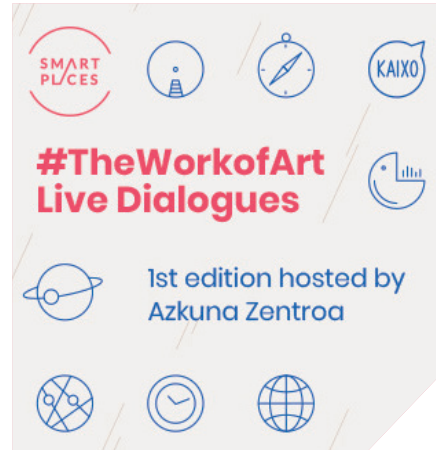 SMART
PL/CES
KAIXO
#TheWorkofArt
Live Dialogues
1st edition hosted by
Azkuna Zentroa